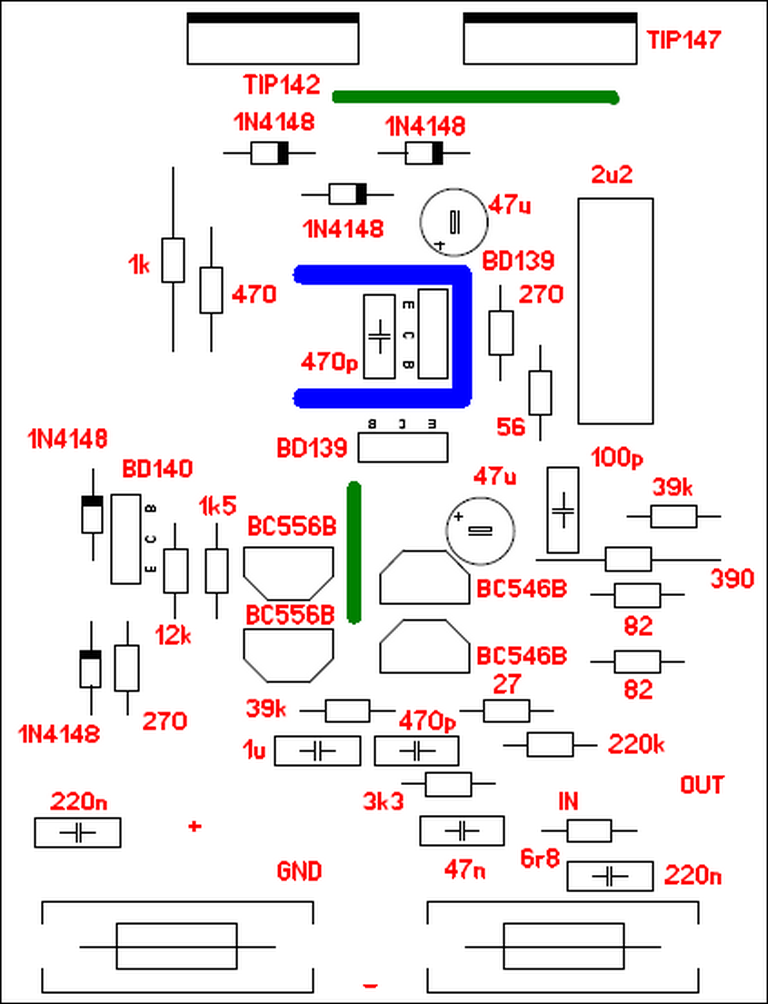 TIP147
TIP142
1N4148
1N4148
2u2
47u
1N4148
BD139
1k
470
270
E
C
B
470p
56
B C E
1N4148
BD139
BD140
100p
47u
39k
1k5
B
C
E
BC556B
390
BC546B
BC556B
82
12k
BC546B
27
82
39k
270
470p
1N4148
1u
220k
OUT
220n
3k3
IN
+
6r8
GND
47n
220n
-